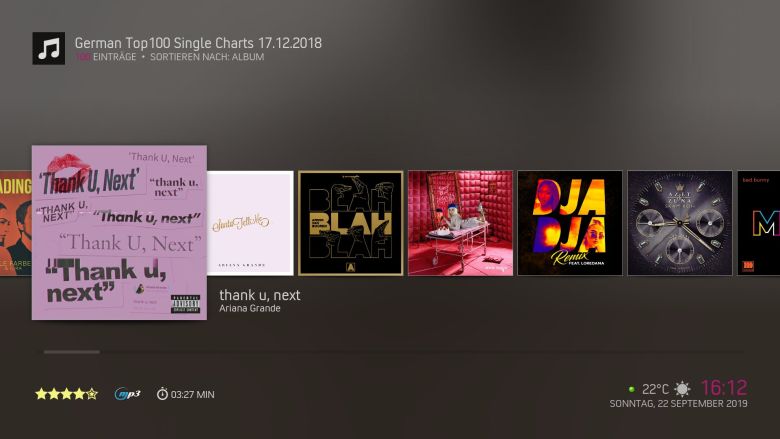 German Top100 Single Charts 17.12.2018
100 EINTRÄGE • SORTIEREN NACH: ALBUM
ADING
LE FARBE
'Thank U, Next'
'Thank U, Next'
"thank u, next"
'THANK U, NEXT'
"Thank u, next"
"Thank U, Next"
"Thank u,
next"
PARENTAL
ADVISORY
EXPLICIT CONTENT
Santa Tell Me
ARIANA GRANDE
BLAH
BLAH
BLAH
A
DJA
DJA
Remix
FEAT. LOREDANA
AZET
ZUNA
bad bunny
M
thank u, next
Ariana Grande
mp3
03:27 MIN
22°C
16:12
SONNTAG, 22 SEPTEMBER 2019